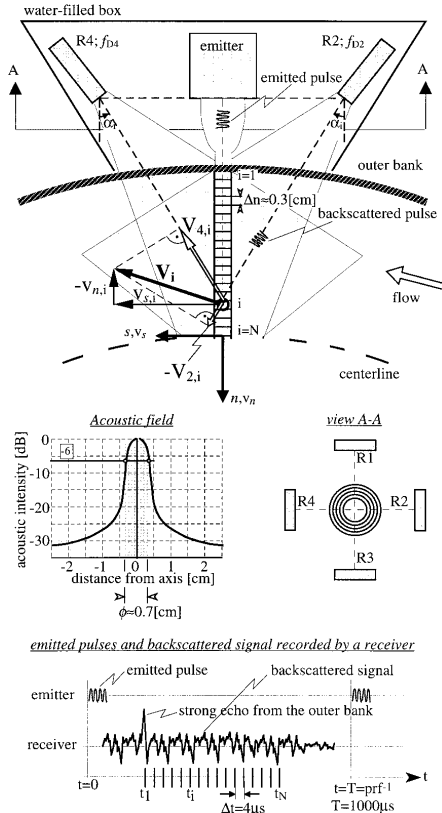 water-filled box
R4; fD4
emitter
R2; fD2
emitted pulse
A
A
αi
αi
i=1
outer bank
Δn≈0.3[cm]
backscattered pulse
V4,i
Vi
-Vn,i
Vs,i
i
flow
s,vs
i=N
-V2,i
centerline
n,vn
Acoustic field
view A-A
acoustic intensity [dB]
0
-6
-10
-20
-30
-2 -1 0 1 2
distance from axis [cm]
ϕ≈0.7[cm]
R1
R4
R2
R3
emitted pulses and backscattered signal recorded by a receiver
emitted pulse
backscattered signal
emitter
strong echo from the outer bank
receiver
t
t=0
t1
ti
tN
t=T=prf-1
Δt=4μs
T=1000μs